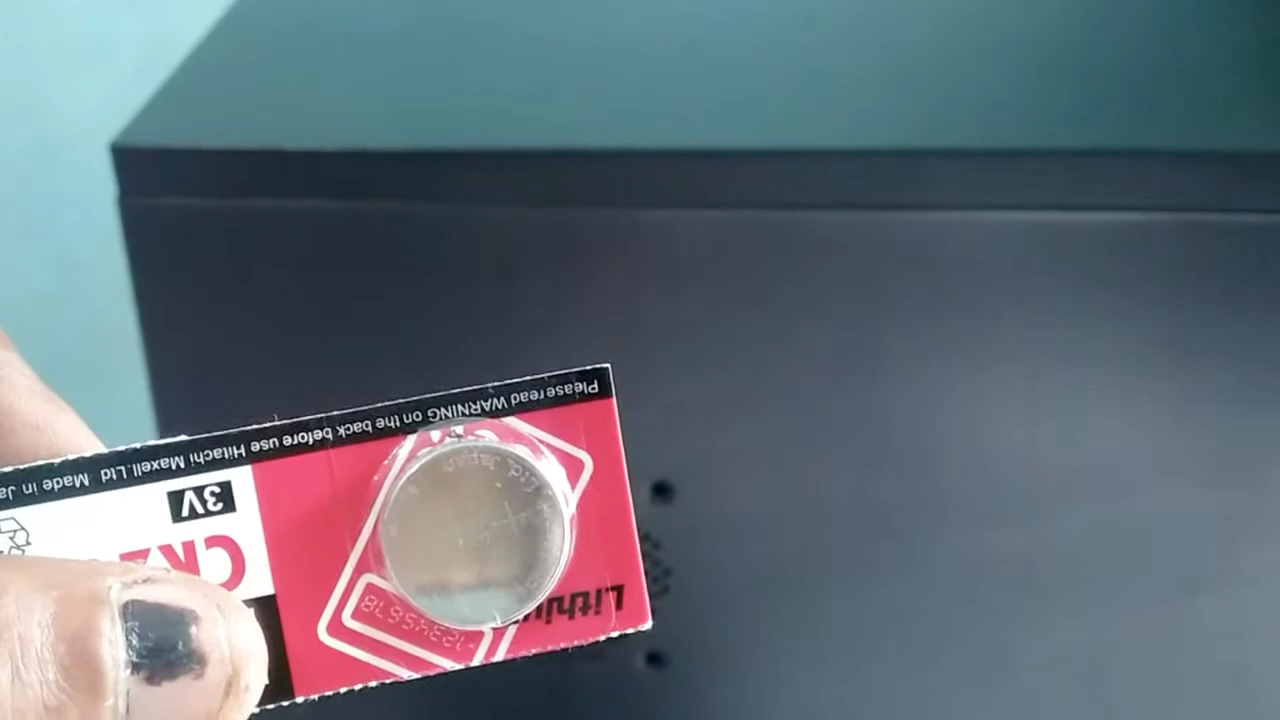 Please read WARNING on the back before use Hitachi Maxell.Ltd Made in Ja
3V
Lithiu
CR2
-12345678
Ltd. Japan